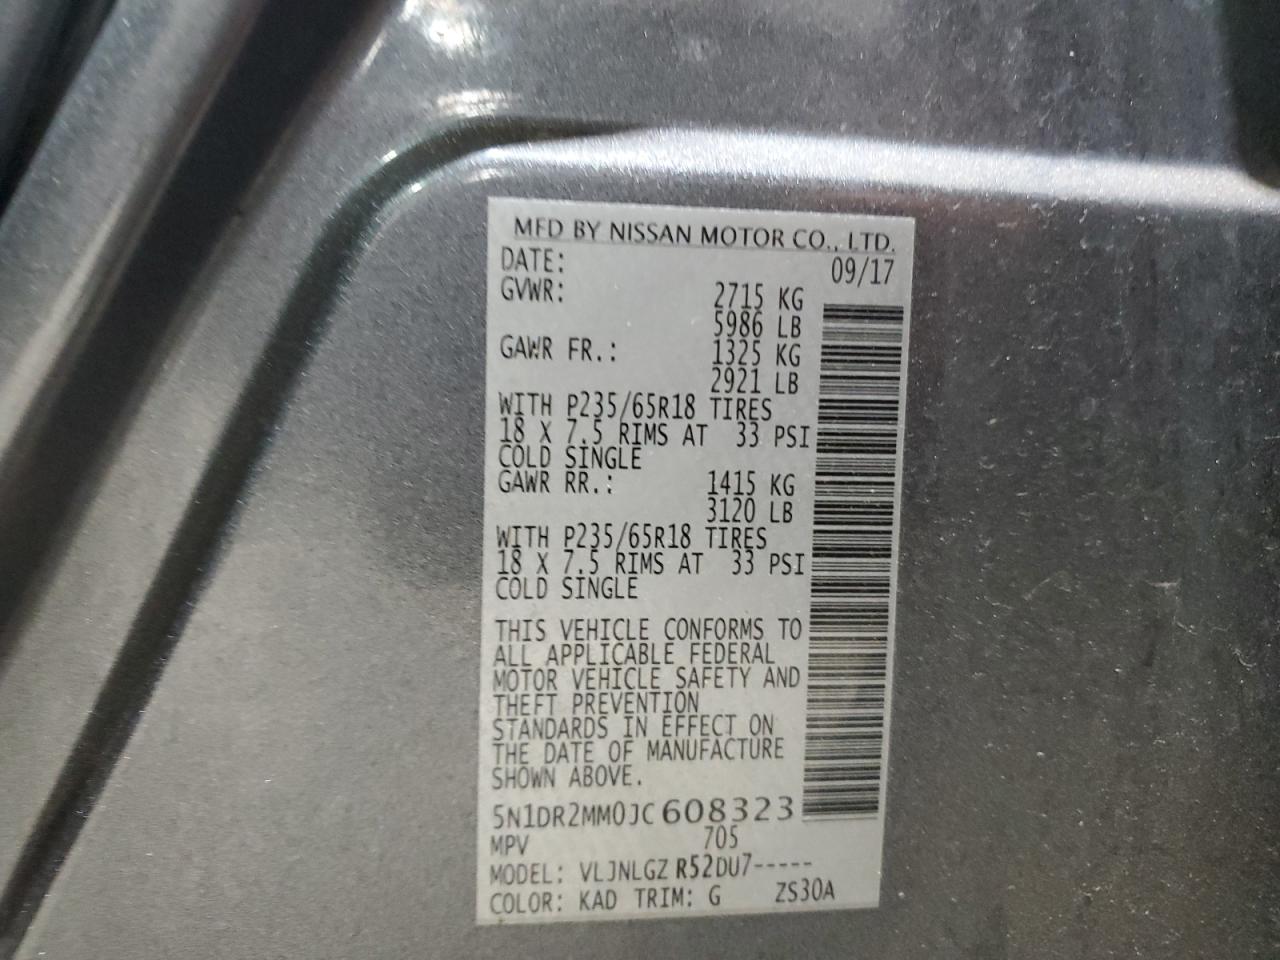 MFD BY NISSAN MOTOR CO., LTD.
DATE: 09/17
GVWR: 2715 KG
5986 LB
GAWR FR.: 1325 KG
2921 LB
WITH P235/65R18 TIRES
18 X 7.5 RIMS AT 33 PSI
COLD SINGLE
GAWR RR.: 1415 KG
3120 LB
WITH P235/65R18 TIRES
18 X 7.5 RIMS AT 33 PSI
COLD SINGLE
THIS VEHICLE CONFORMS TO
ALL APPLICABLE FEDERAL
MOTOR VEHICLE SAFETY AND
THEFT PREVENTION
STANDARDS IN EFFECT ON
THE DATE OF MANUFACTURE
SHOWN ABOVE.
5N1DR2MM0JC608323
MPV 705
MODEL: VLJNLGZ R52DU7-----
COLOR: KAD TRIM: G ZS30A